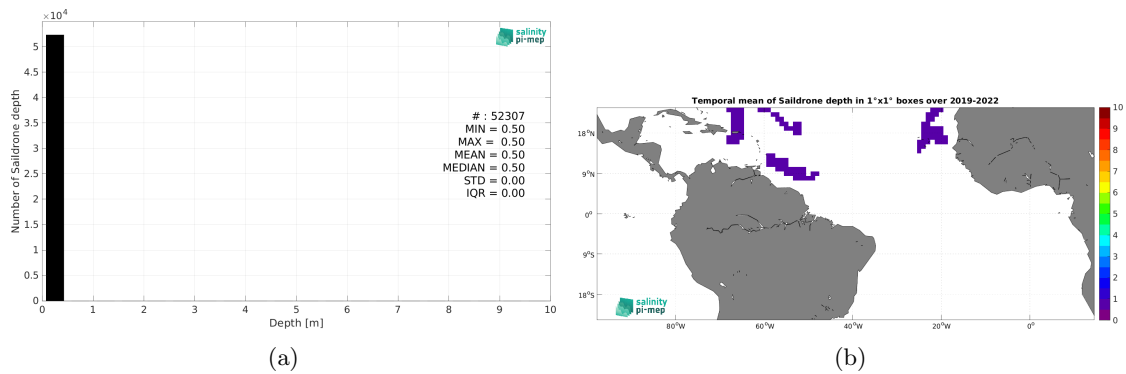 ×10⁴
5
4.5
4
3.5
3
2.5
2
1.5
1
0.5
0
Number of Saildrone depth
0 1 2 3 4 5 6 7 8 9 10
Depth [m]
salinity
pi-mep
# : 52307
MIN = 0.50
MAX = 0.50
MEAN = 0.50
MEDIAN = 0.50
STD = 0.00
IQR = 0.00
(a)
Temporal mean of Saildrone depth in 1°x1° boxes over 2019-2022
18°N
9°N
0°
9°S
18°S
80°W 60°W 40°W 20°W 0°
salinity
pi-mep
10
9
8
7
6
5
4
3
2
1
0
(b)